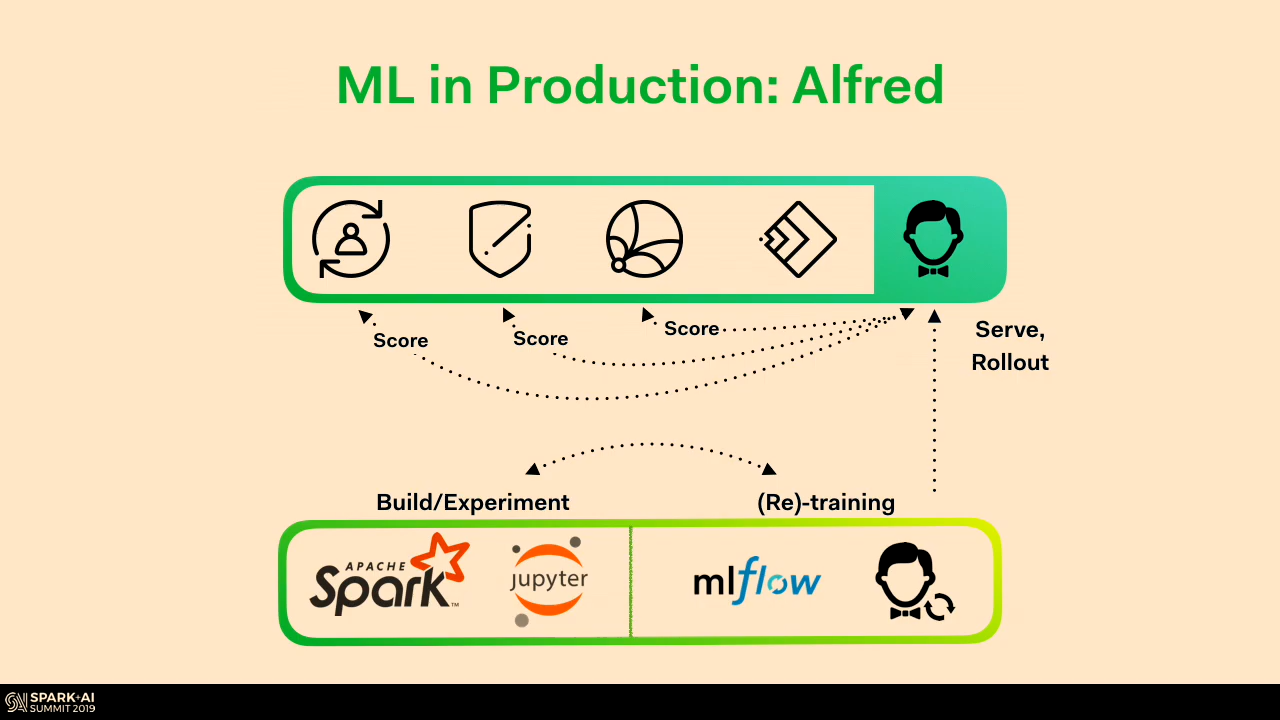 ML in Production: Alfred
Score
Score
Score
Serve,
Rollout
Build/Experiment
(Re)-training
APACHE
Spark™
jupyter
mlflow
SPARK+AI
SUMMIT 2019